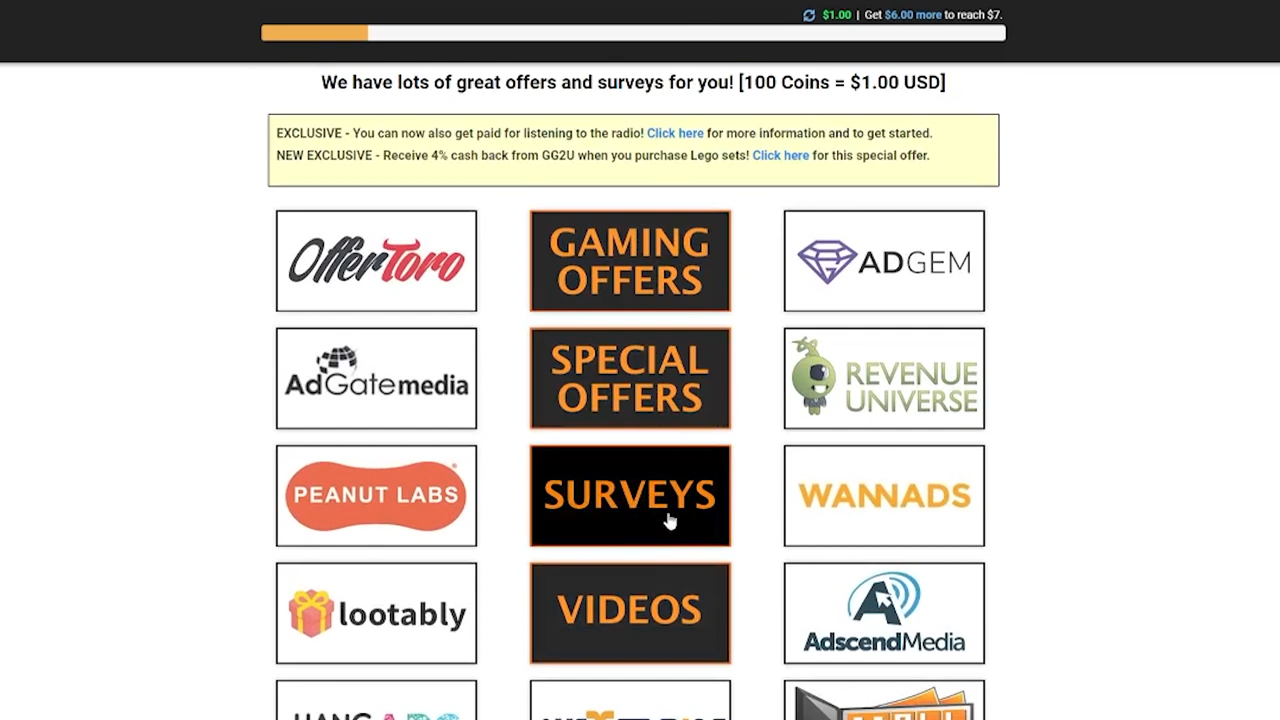 $1.00 | Get $6.00 more to reach $7.
We have lots of great offers and surveys for you! [100 Coins = $1.00 USD]
EXCLUSIVE - You can now also get paid for listening to the radio! Click here for more information and to get started.
NEW EXCLUSIVE - Receive 4% cash back from GG2U when you purchase Lego sets! Click here for this special offer.
OfferToro
GAMING
OFFERS
ADGEM
AdGatemedia
SPECIAL
OFFERS
REVENUE
UNIVERSE
PEANUT LABS
SURVEYS
WANNADS
lootably
VIDEOS
AdscendMedia